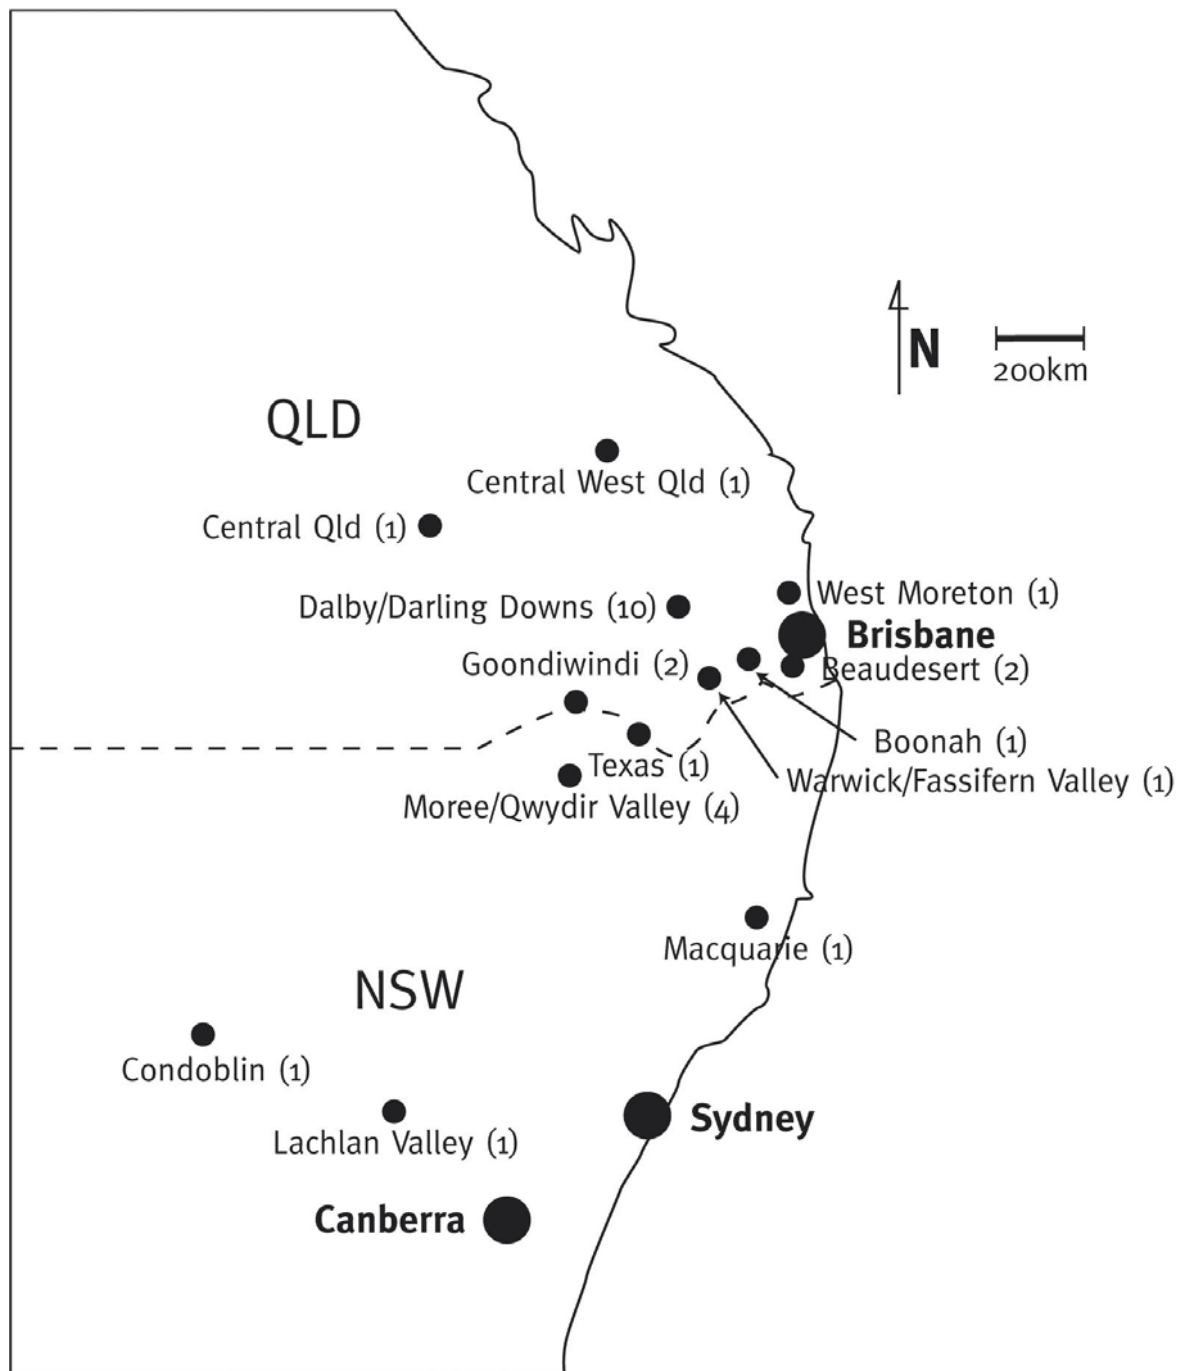 N
200km
QLD
Central West Qld (1)
Central Qld (1)
West Moreton (1)
Dalby/Darling Downs (10)
Brisbane
Goondiwindi (2)
Beaudesert (2)
Boonah (1)
Texas (1)
Warwick/Fassifern Valley (1)
Moree/Qwydir Valley (4)
Macquarie (1)
NSW
Condoblin (1)
Sydney
Lachlan Valley (1)
Canberra